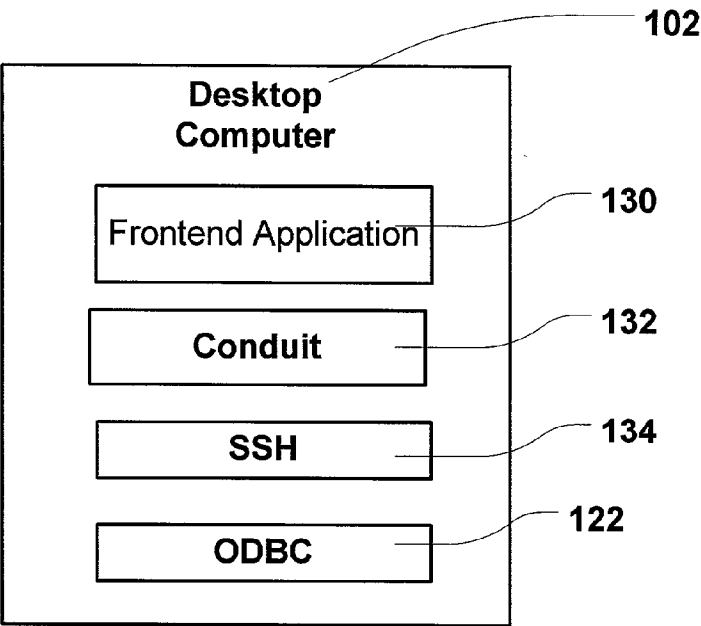 102
Desktop
Computer
Frontend Application
130
Conduit
132
SSH
134
ODBC
122